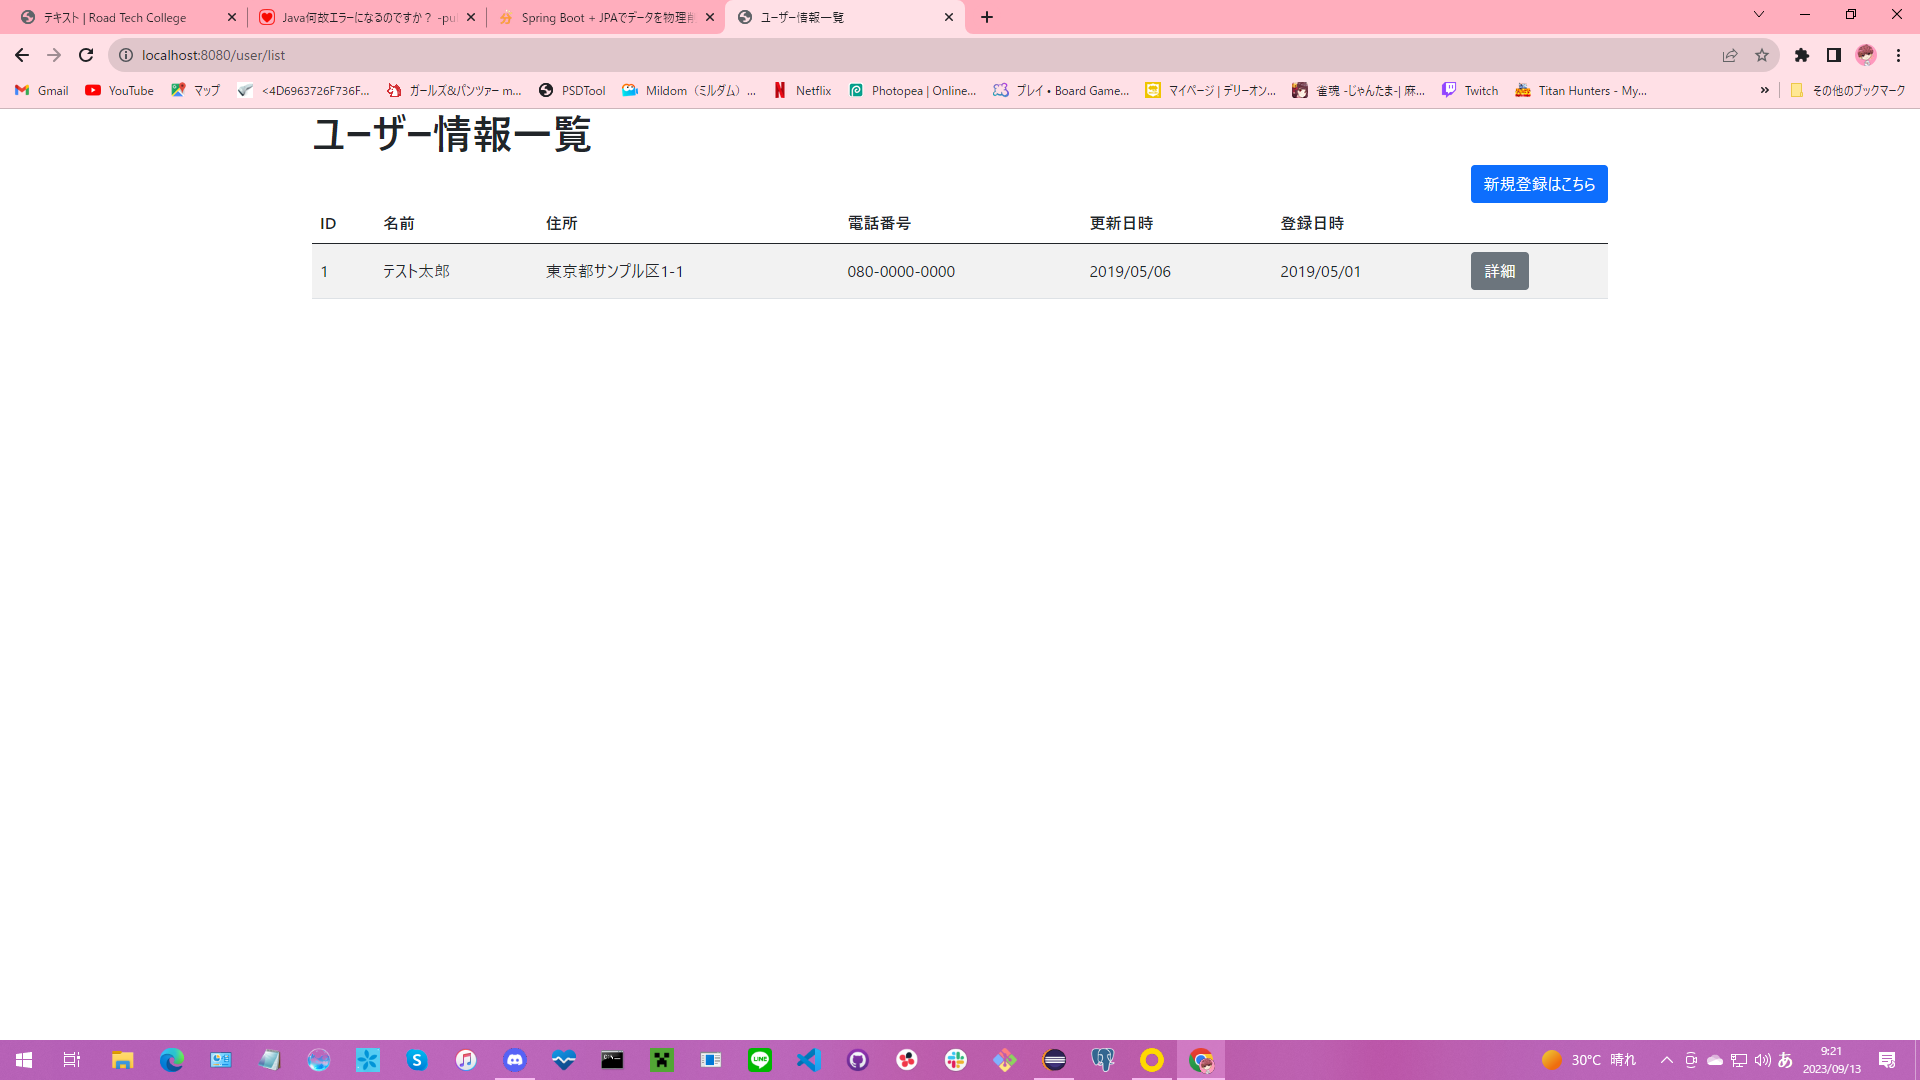 テキスト | Road Tech College
Java何故エラーになるのですか？ -pu
Spring Boot + JPAでデータを物理削
ユーザー情報一覧
localhost:8080/user/list
Gmail
YouTube
マップ
<4D6963726F736F...
ガールズ&パンツァー m...
PSDTool
Mildom（ミルダム）...
Netflix
Photopea | Online...
プレイ • Board Game...
マイページ | デリーオン...
雀魂 -じゃんたま-| 麻...
Twitch
Titan Hunters - My...
»
その他のブックマーク
ユーザー情報一覧
新規登録はこちら
ID 名前 住所 電話番号 更新日時 登録日時
1 テスト太郎 東京都サンプル区1-1 080-0000-0000 2019/05/06 2019/05/01 詳細
30°C 晴れ
あ
9:21
2023/09/13